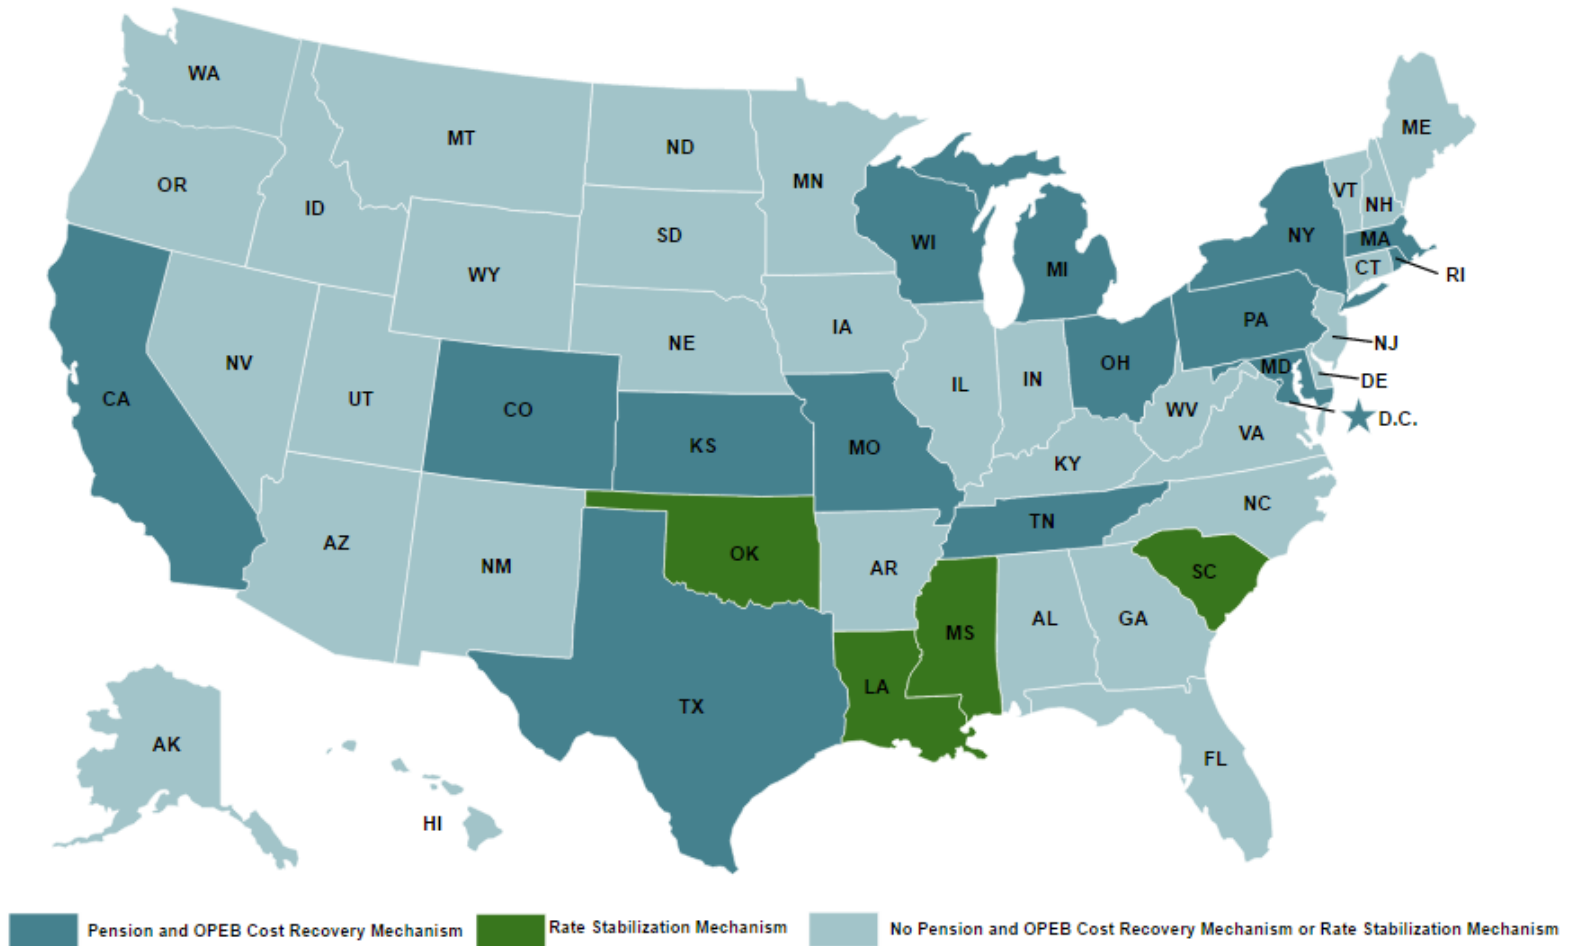 WA
ME
MT
ND
OR
MN
VT
ID
NH
SD
NY
MA
WI
CT
MI
RI
WY
PA
IA
NE
NJ
NV
OH
MD
IN
DE
IL
UT
CA
CO
WV
D.C.
VA
KS
MO
KY
NC
TN
AZ
OK
NM
AR
SC
AL
GA
MS
LA
TX
AK
FL
HI
Pension and OPEB Cost Recovery Mechanism
Rate Stabilization Mechanism
No Pension and OPEB Cost Recovery Mechanism or Rate Stabilization Mechanism